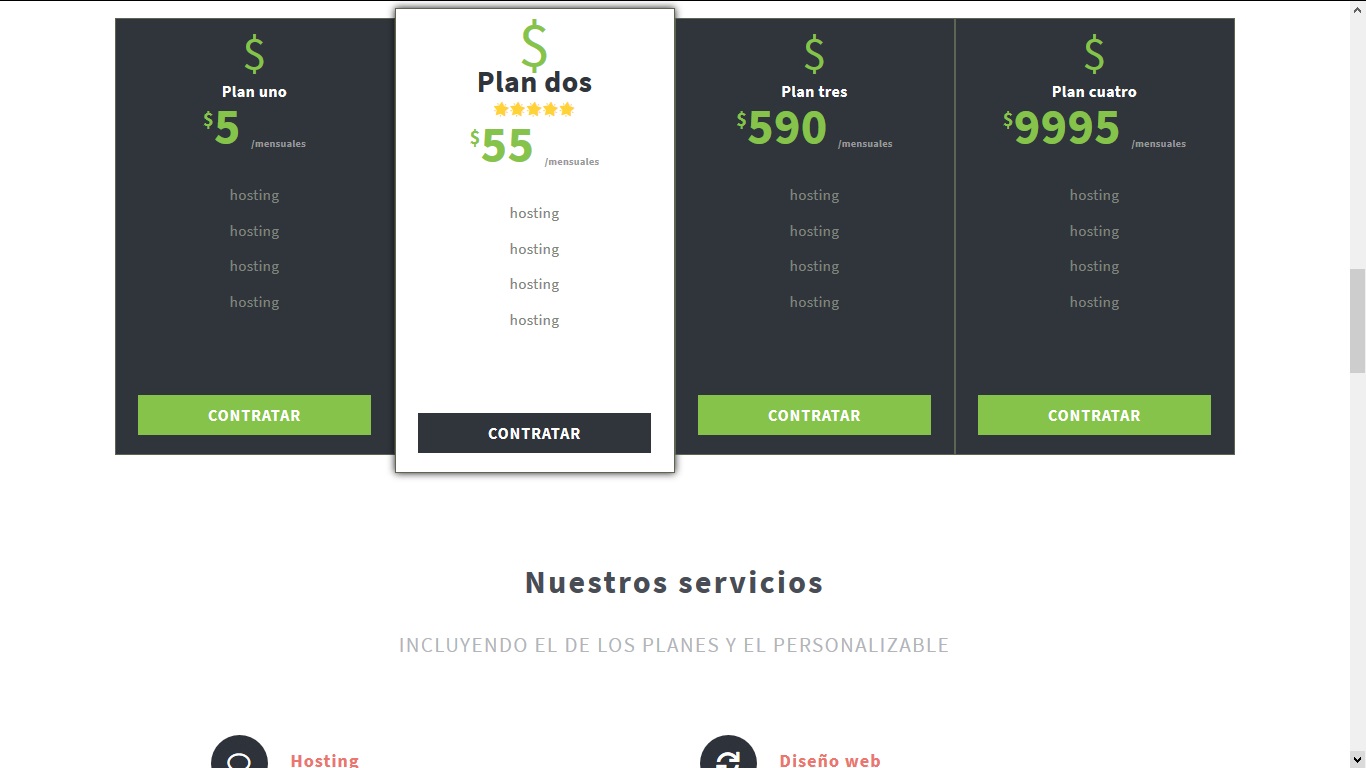 $
Plan uno
$5 /mensuales
hosting
hosting
hosting
hosting
CONTRATAR
$
Plan dos
$55 /mensuales
hosting
hosting
hosting
hosting
CONTRATAR
$
Plan tres
$590 /mensuales
hosting
hosting
hosting
hosting
CONTRATAR
$
Plan cuatro
$9995 /mensuales
hosting
hosting
hosting
hosting
CONTRATAR
Nuestros servicios
INCLUYENDO EL DE LOS PLANES Y EL PERSONALIZABLE
Hosting
Diseño web